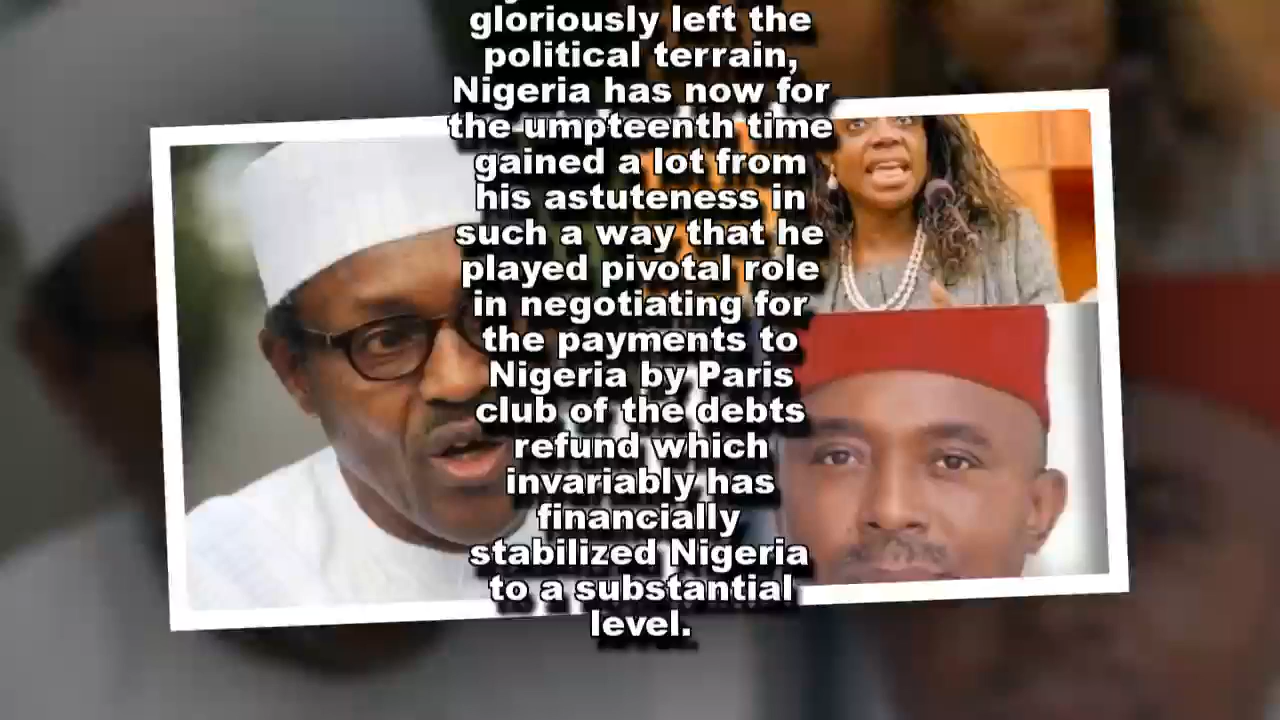 gloriously left the
political terrain,
Nigeria has now for
the umpteenth time
gained a lot from
his astuteness in
such a way that he
played pivotal role
in negotiating for
the payments to
Nigeria by Paris
club of the debts
refund which
invariably has
financially
stabilized Nigeria
to a substantial
level.